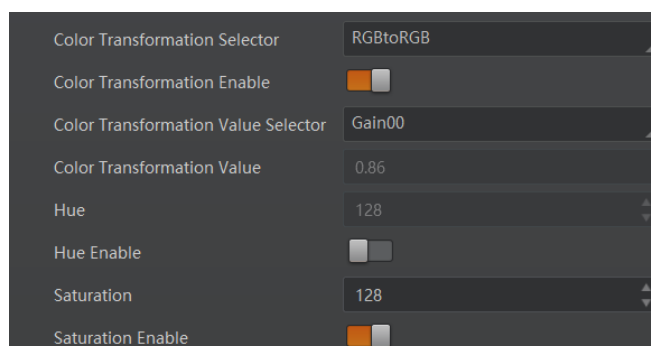 Color Transformation Selector RGBtoRGB
Color Transformation Enable
Color Transformation Value Selector Gain00
Color Transformation Value 0.86
Hue 128
Hue Enable
Saturation 128
Saturation Enable